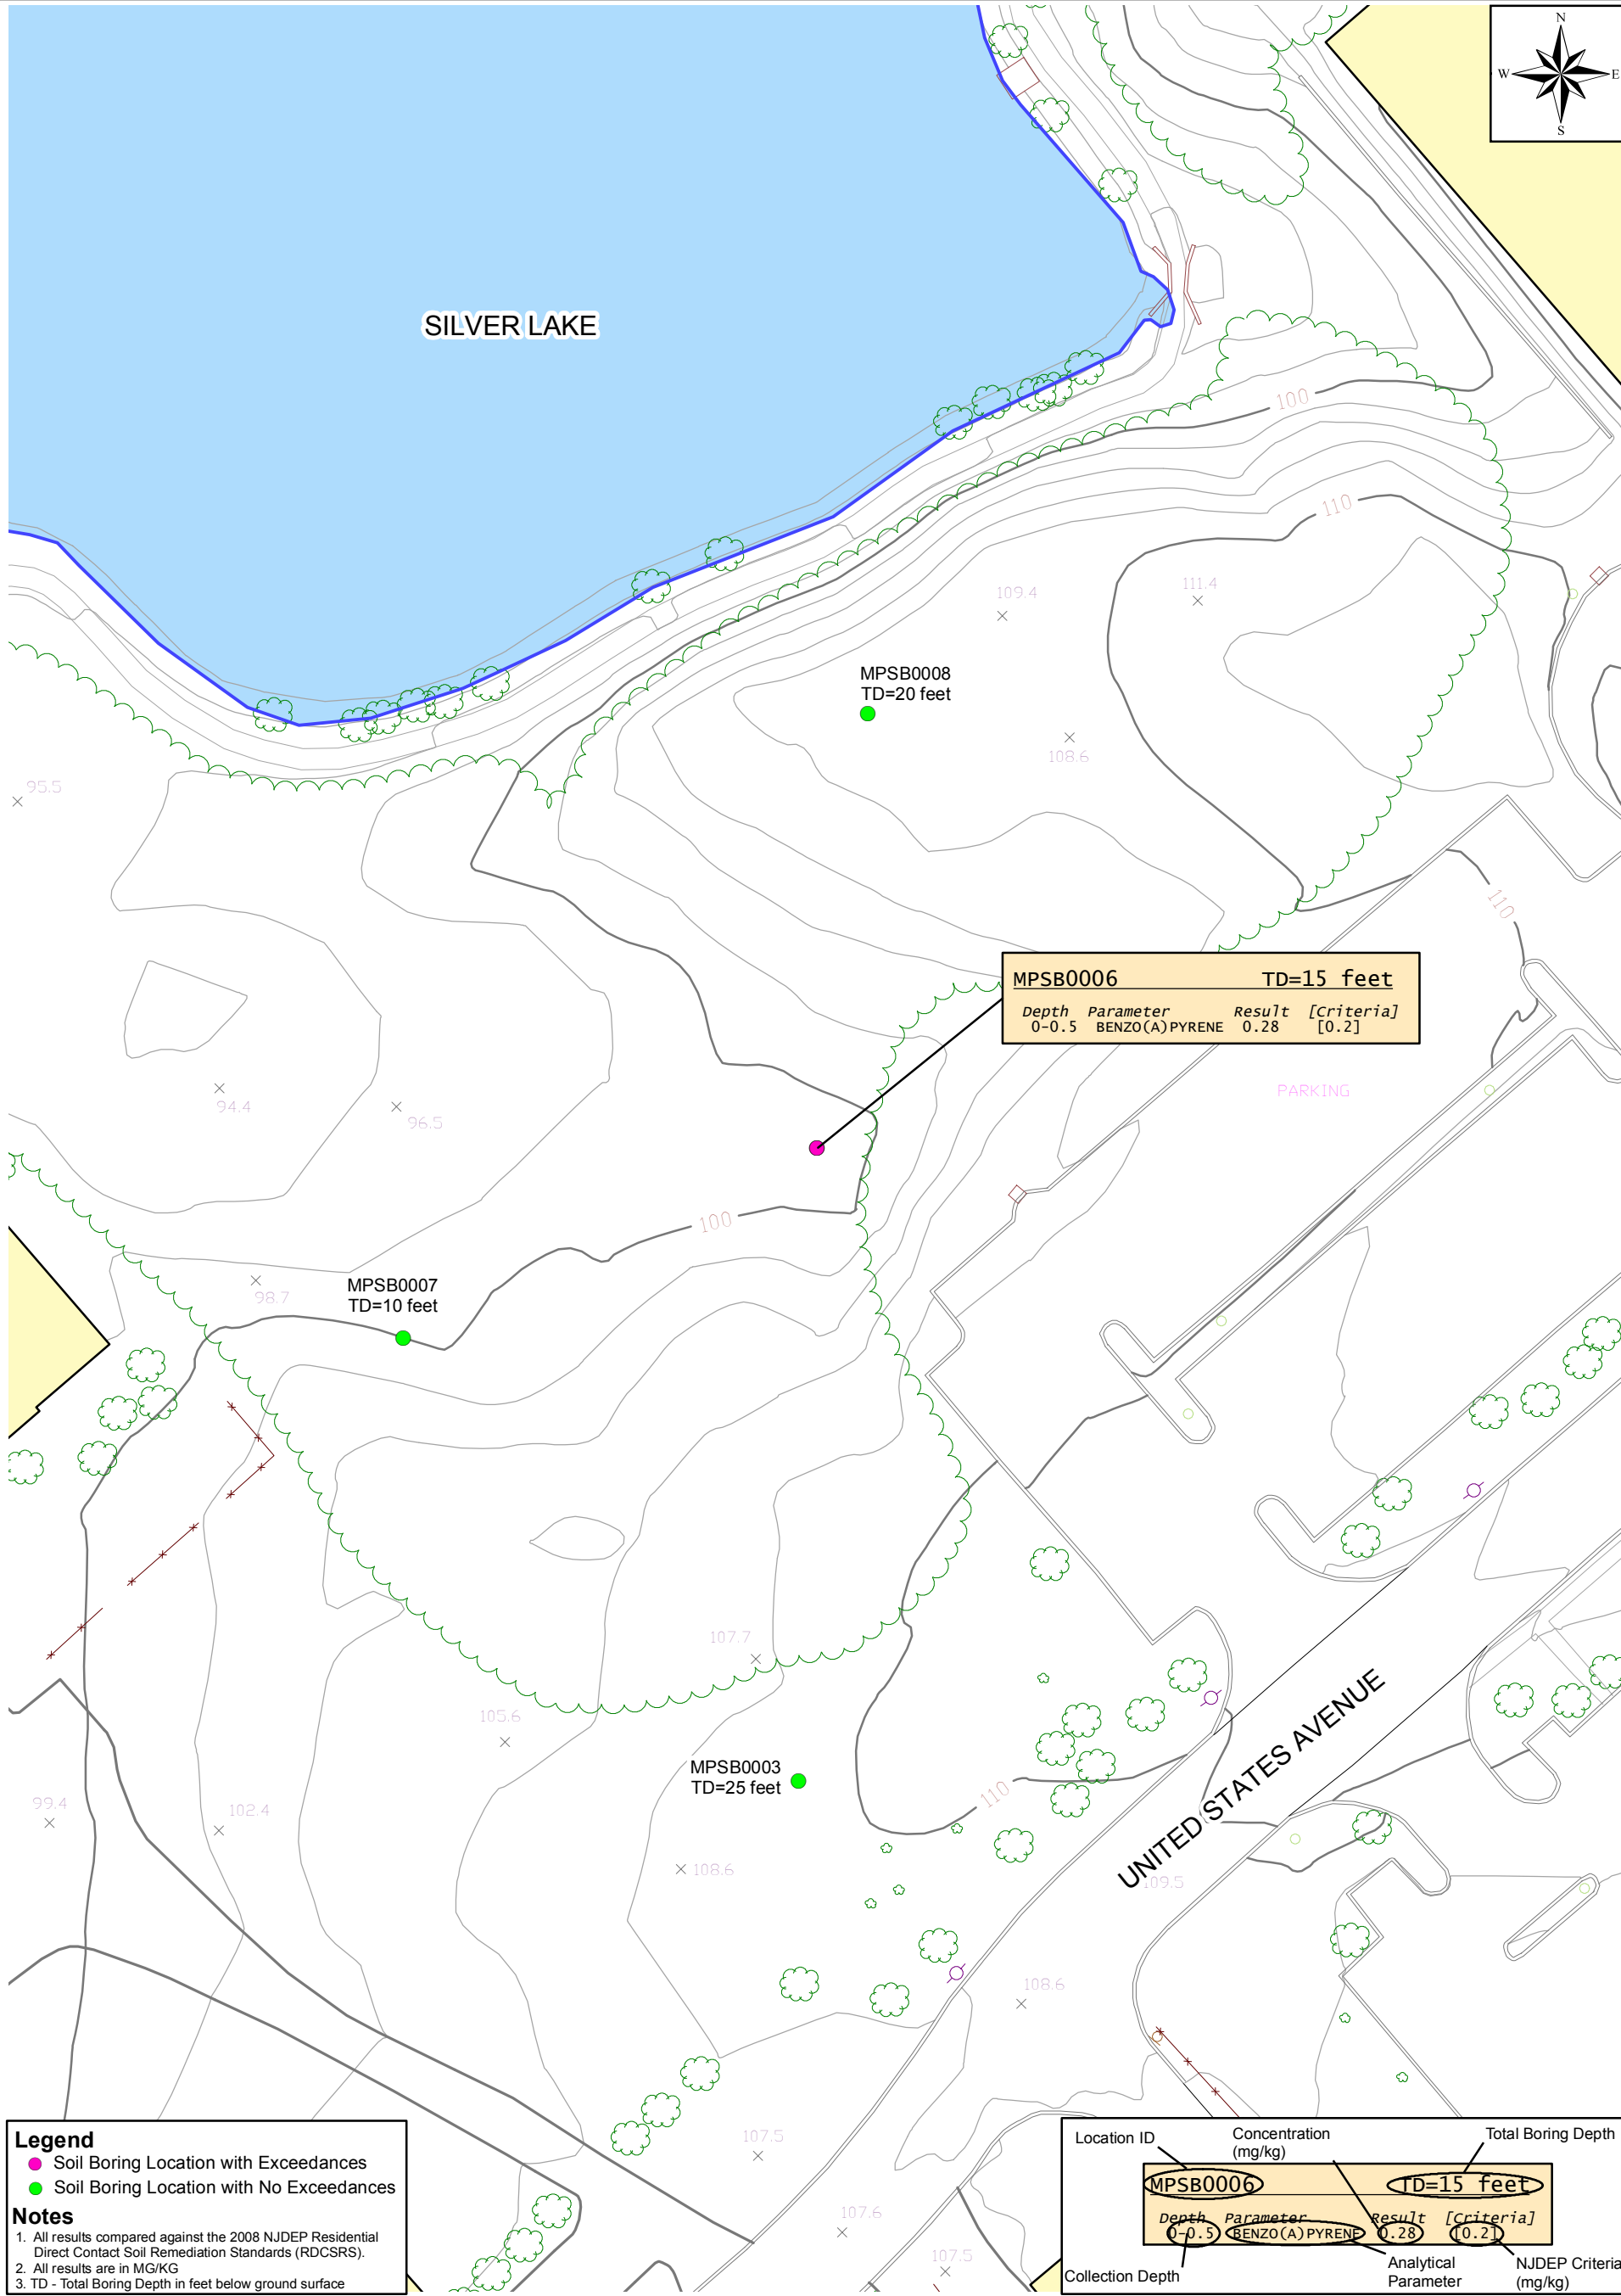 N
W E
S
SILVER LAKE
100
110
109.4
111.4
MPSB0008
TD=20 feet
108.6
95.5
110
MPSB0006 TD=15 feet
Depth Parameter Result [Criteria]
0-0.5 BENZO(A)PYRENE 0.28 [0.2]
PARKING
94.4
96.5
100
MPSB0007
TD=10 feet
98.7
107.7
105.6
MPSB0003
TD=25 feet
110
UNITED STATES AVENUE
99.4
102.4
108.6
109.5
108.6
107.5
107.6
107.5
Legend
Soil Boring Location with Exceedances
Soil Boring Location with No Exceedances
Notes
1. All results compared against the 2008 NJDEP Residential
Direct Contact Soil Remediation Standards (RDCSRS).
2. All results are in MG/KG
3. TD - Total Boring Depth in feet below ground surface
Location ID
Concentration
(mg/kg)
Total Boring Depth
MPSB0006 TD=15 feet
Depth Parameter Result [Criteria]
0-0.5 BENZO(A)PYRENE 0.28 [0.2]
Collection Depth
Analytical
Parameter
NJDEP Criteria
(mg/kg)